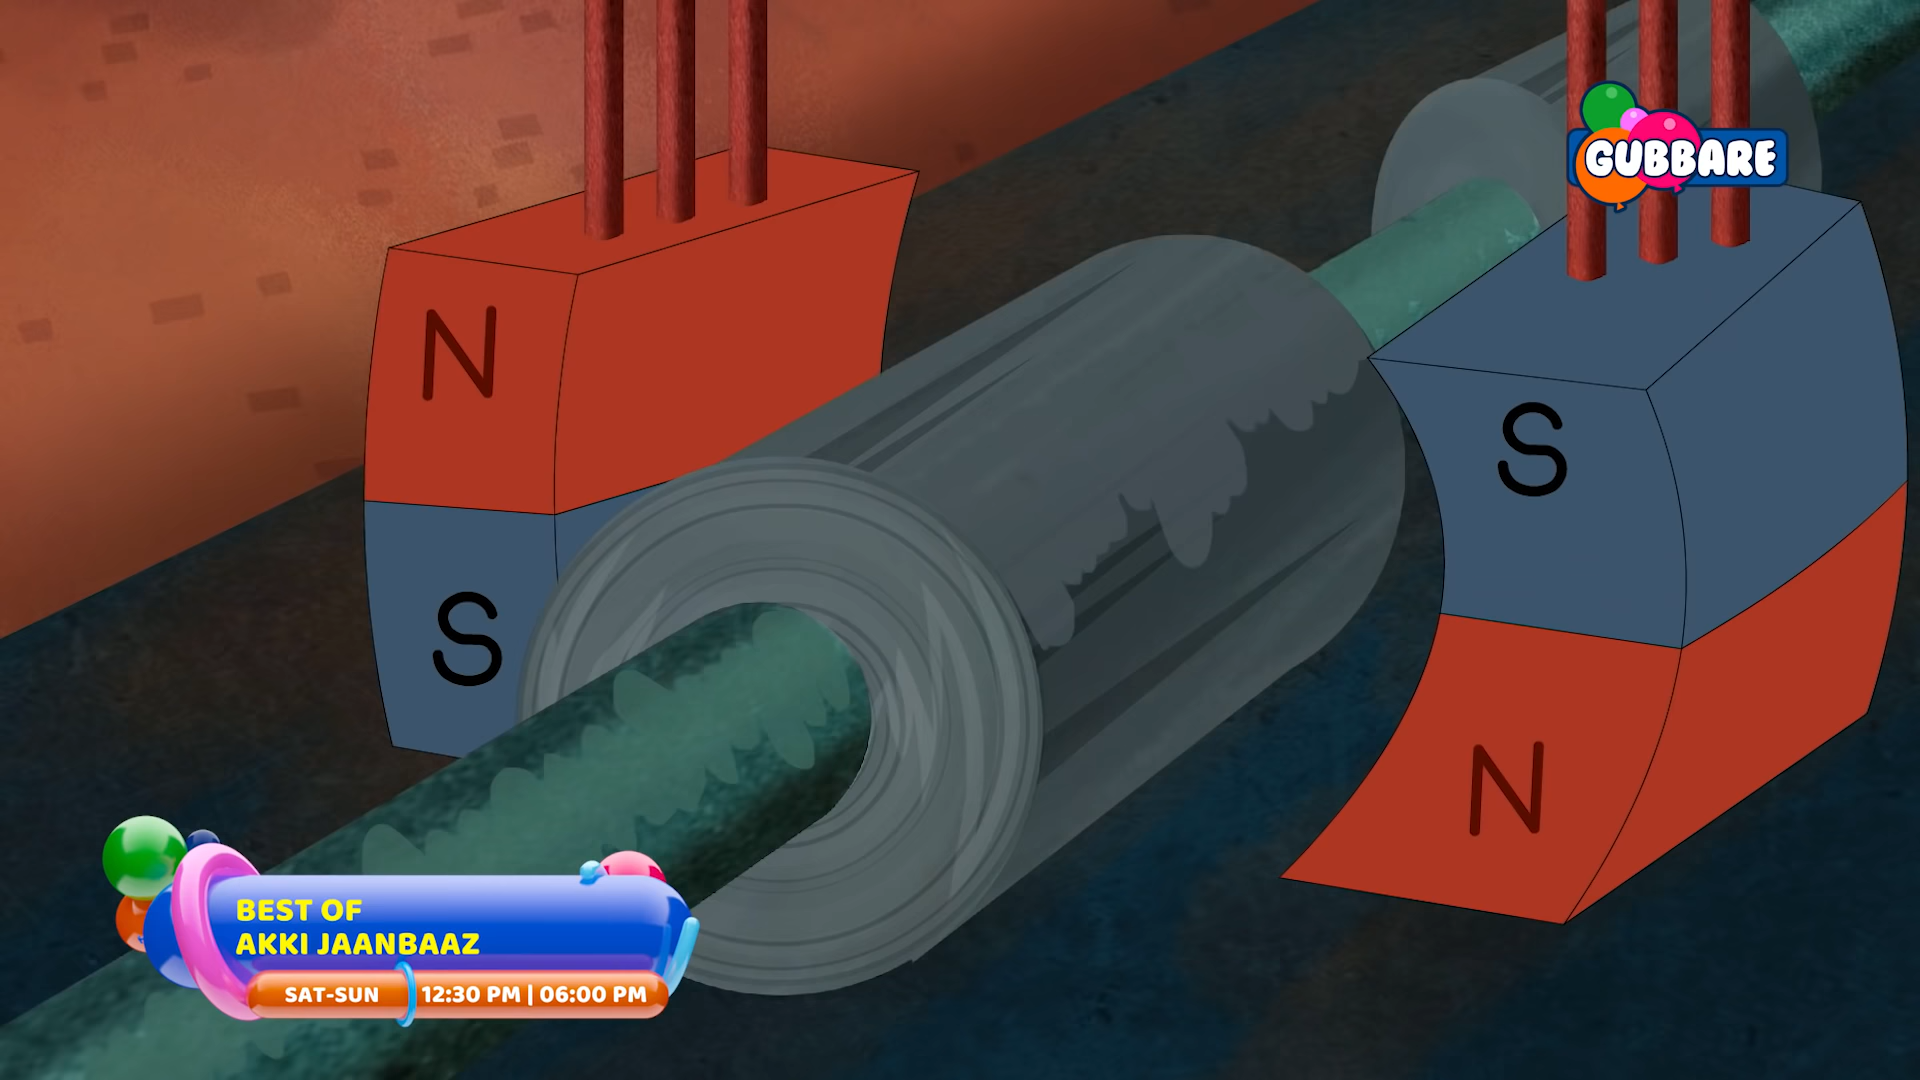 GUBBARE
N
S
S
N
BEST OF
AKKI JAANBAAZ
SAT-SUN 12:30 PM | 06:00 PM